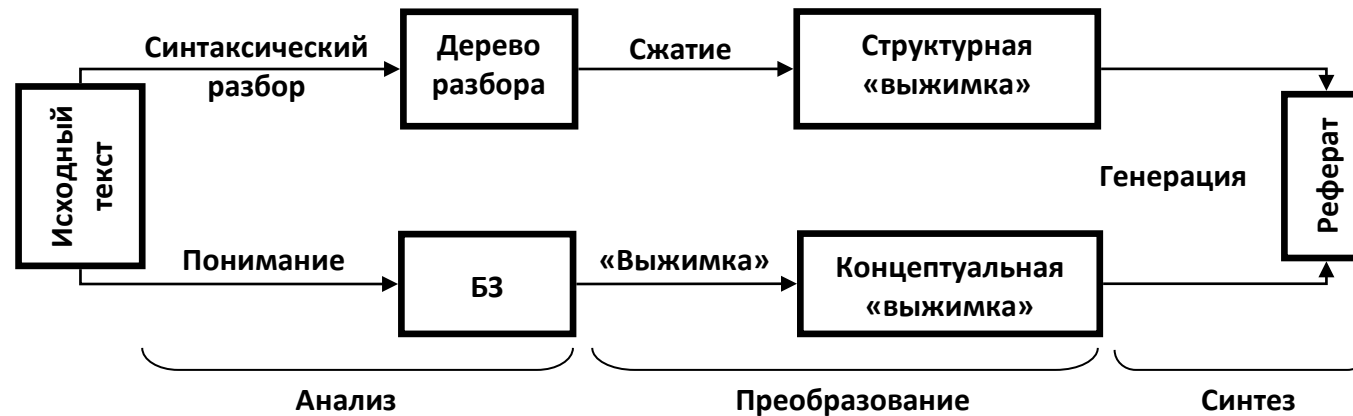 Синтаксический
разбор
Дерево
разбора
Сжатие
Структурная
«выжимка»
Исходный
текст
Генерация
Реферат
Понимание
БЗ
«Выжимка»
Концептуальная
«выжимка»
Анализ
Преобразование
Синтез